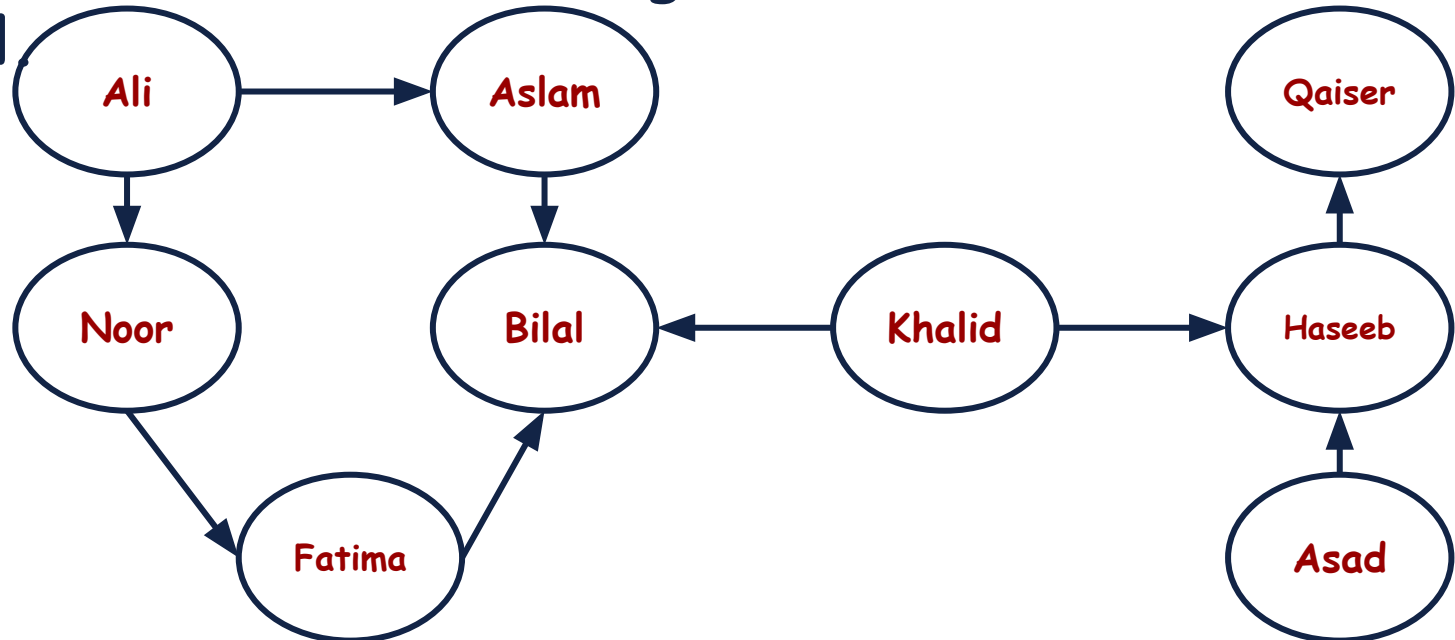 Ali
Aslam
Qaiser
Noor
Bilal
Khalid
Haseeb
Fatima
Asad